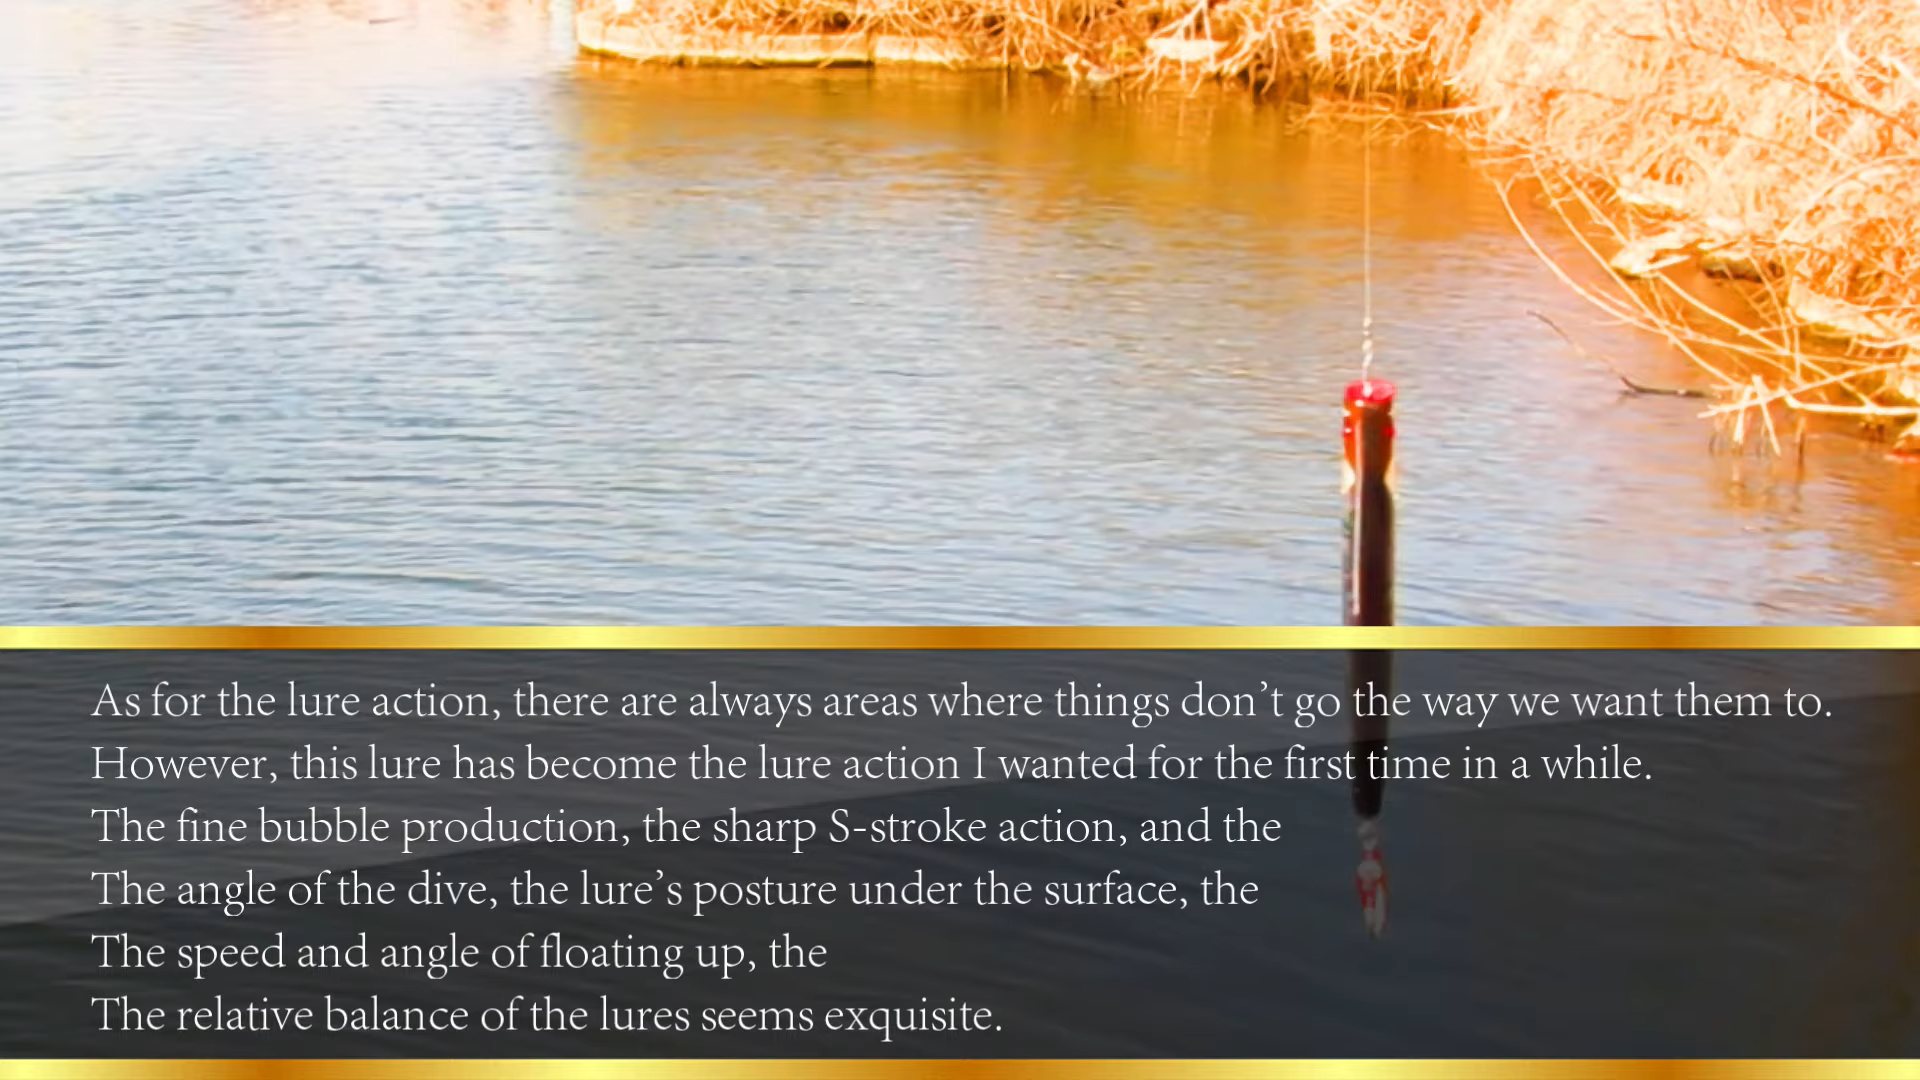 As for the lure action, there are always areas where things don’t go the way we want them to.
However, this lure has become the lure action I wanted for the first time in a while.
The fine bubble production, the sharp S-stroke action, and the
The angle of the dive, the lure’s posture under the surface, the
The speed and angle of floating up, the
The relative balance of the lures seems exquisite.